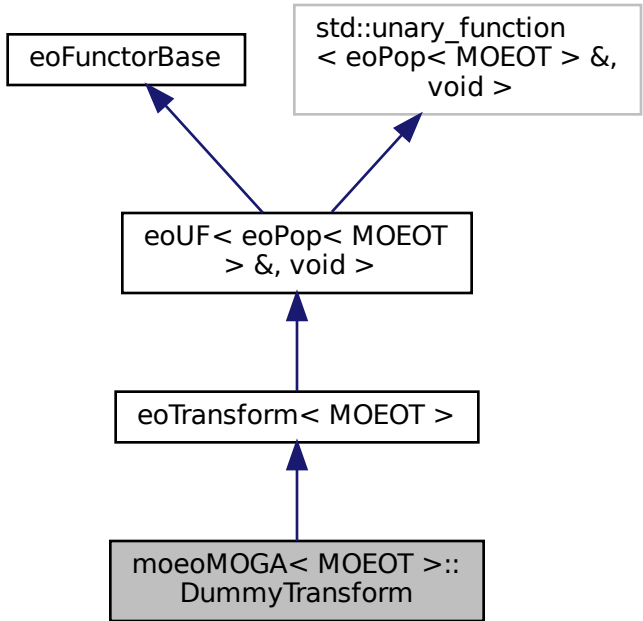 eoFunctorBase
std::unary_function
< eoPop< MOEOT > &,
void >
eoUF< eoPop< MOEOT
> &, void >
eoTransform< MOEOT >
moeoMOGA< MOEOT >::
DummyTransform